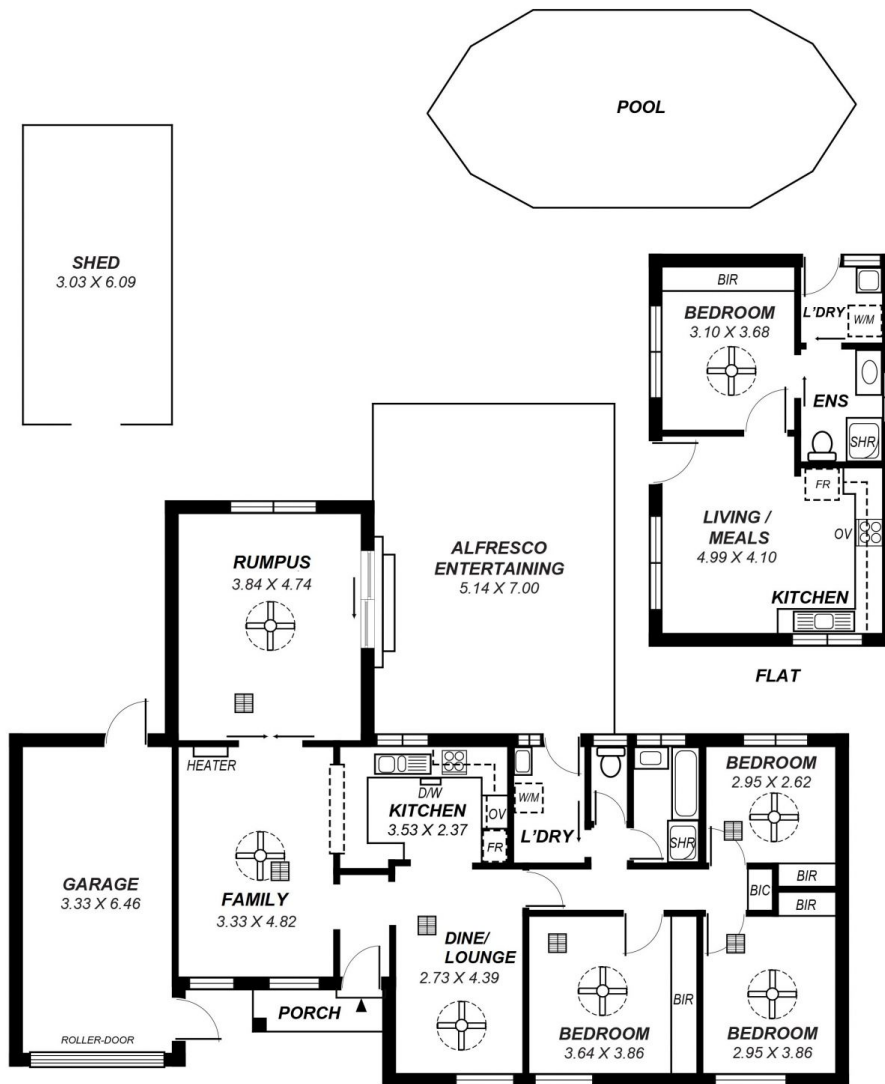 POOL
SHED
3.03 X 6.09
BIR
BEDROOM
3.10 X 3.68
L'DRY
W/M
ENS
SHR
FR
LIVING /
MEALS
4.99 X 4.10
OV
KITCHEN
FLAT
RUMPUS
3.84 X 4.74
ALFRESCO
ENTERTAINING
5.14 X 7.00
HEATER
D/W
KITCHEN
3.53 X 2.37
OV
FR
W/M
L'DRY
SHR
BEDROOM
2.95 X 2.62
BIR
BIC
BIR
GARAGE
3.33 X 6.46
FAMILY
3.33 X 4.82
DINE/
LOUNGE
2.73 X 4.39
PORCH
ROLLER-DOOR
BEDROOM
3.64 X 3.86
BIR
BEDROOM
2.95 X 3.86